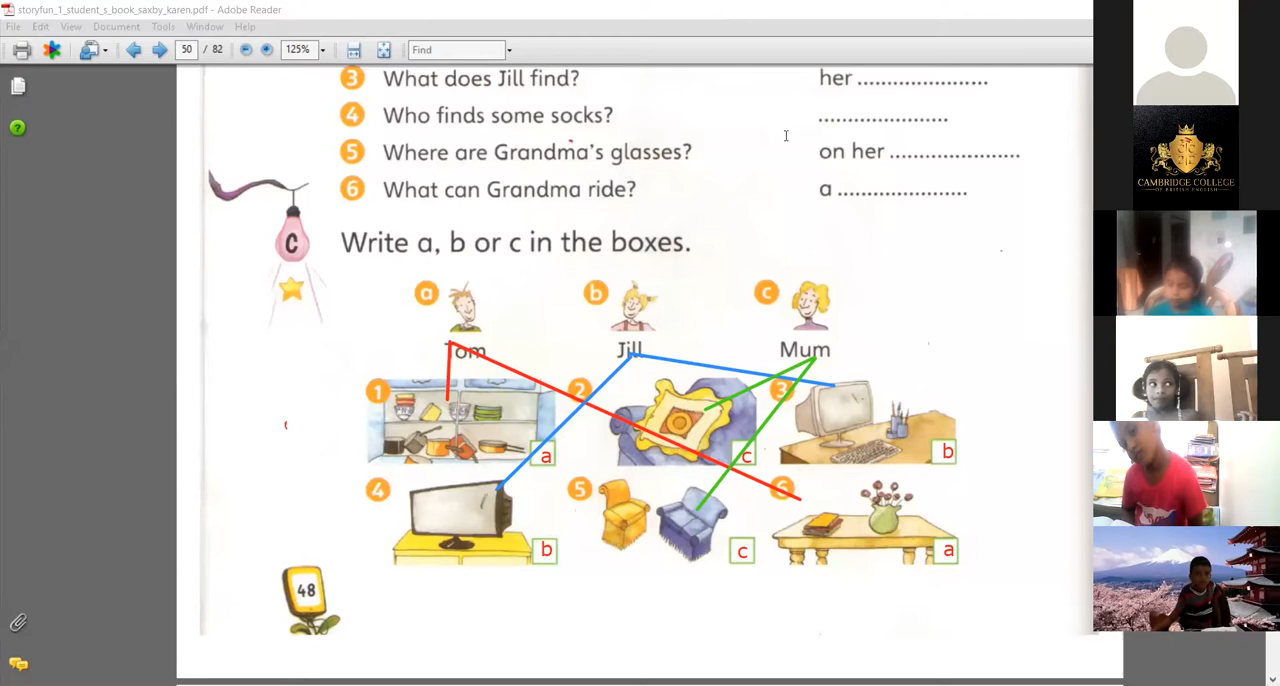 storyfun_1_student_s_book_saxby_karen.pdf - Adobe Reader
File Edit View Document Tools Window Help
50 / 82 125% Find
3 What does Jill find? her ........................
4 Who finds some socks? ........................
5 Where are Grandma's glasses? on her ........................
6 What can Grandma ride? a ........................
C Write a, b or c in the boxes.
a b c
Tom Jill Mum
1 2 3
a c b
4 5 6
b c a
48
CAMBRIDGE COLLEGE
OF BRITISH ENGLISH